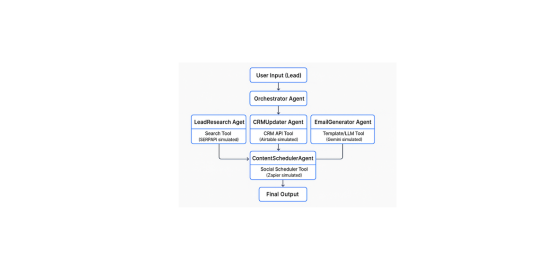 User Input (Lead)
Orchestrator Agent
LeadResearch Aget
CRMUpdater Agent
EmailGenerator Agent
Search Tool
(SERPAPI simulated)
CRM API Tool
(Airtable simulated)
Template/LLM Tool
(Gemini simulated)
ContentSchedulerAgent
Social Scheduler Tool
(Zapier simulated)
Final Output